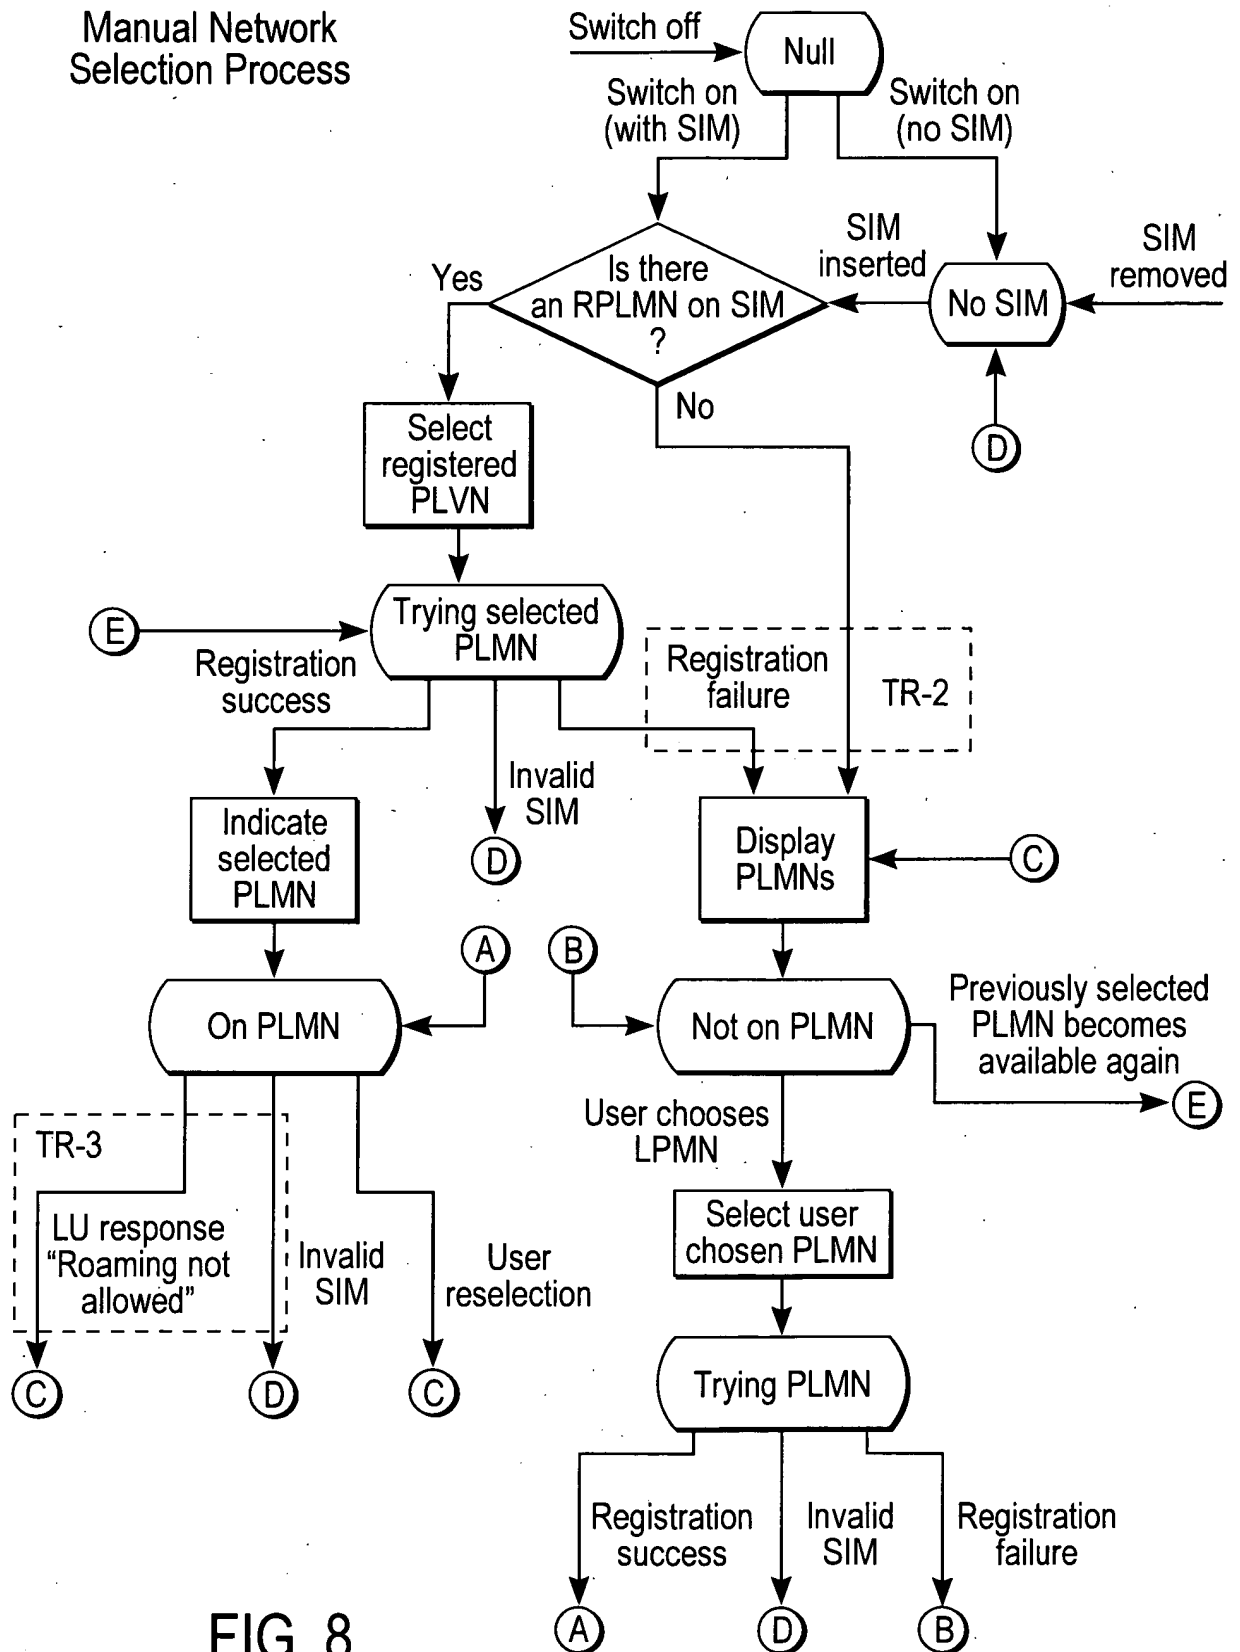 Manual Network
Selection Process
Switch off
Null
Switch on
(with SIM)
Switch on
(no SIM)
Is there
an RPLMN on SIM
?
Yes
No
SIM
inserted
No SIM
SIM
removed
D
Select
registered
PLVN
E
Trying selected
PLMN
Registration
success
Registration
failure
TR-2
Invalid
SIM
D
Indicate
selected
PLMN
Display
PLMNs
C
A
B
On PLMN
Not on PLMN
Previously selected
PLMN becomes
available again
E
TR-3
User chooses
LPMN
LU response
“Roaming not
allowed”
Invalid
SIM
User
reselection
Select user
chosen PLMN
C
D
C
Trying PLMN
Registration
success
Invalid
SIM
Registration
failure
A
D
B
FIG. 8